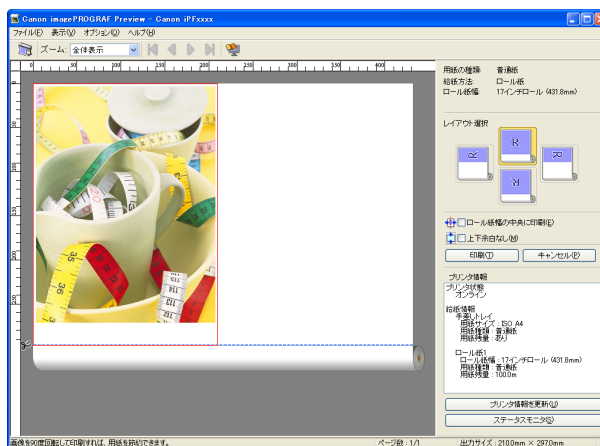 Canon imagePROGRAF Preview - Canon iPFxxxx
ファイル(F) 表示(V) オプション(O) ヘルプ(H)
ズーム: 全体表示
0 50 100 150 200 250 300 350 400
用紙の種類: 普通紙
給紙方法: ロール紙
ロール紙幅: 17インチロール (431.8mm)
レイアウト選択
ロール紙幅の中央に印刷(E)
上下余白なし(M)
印刷(T) キャンセル(P)
プリンタ情報
プリンタ状態
オンライン
給紙情報
手差しトレイ
用紙サイズ : ISO A4
用紙種類 : 普通紙
用紙残量 : あり
ロール紙1
ロール紙幅 : 17インチロール (431.8mm)
用紙種類 : 普通紙
用紙残量 : 100.0m
プリンタ情報を更新(U)
ステータスモニタ(S)
画像を90度回転して印刷すれば、用紙を節約できます。 ページ数 : 1/1 出力サイズ : 210.0mm × 297.0mm